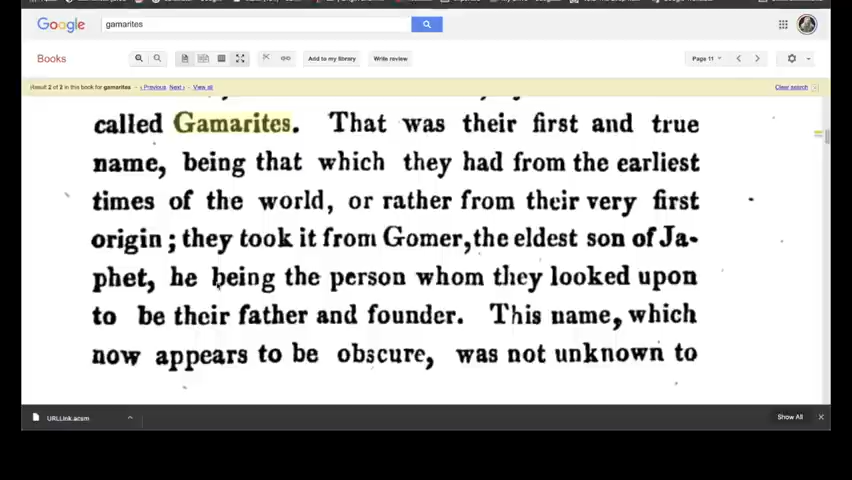 Google
gamarites
Books
Add to my library
Write review
Page 11
Result 2 of 2 in this book for gamarites
‹ Previous Next › - View all
Clear search
called Gamarites. That was their first and true
name, being that which they had from the earliest
times of the world, or rather from their very first
origin; they took it from Gomer, the eldest son of Ja-
phet, he being the person whom they looked upon
to be their father and founder. This name, which
now appears to be obscure, was not unknown to
URLLink.acsm
Show All